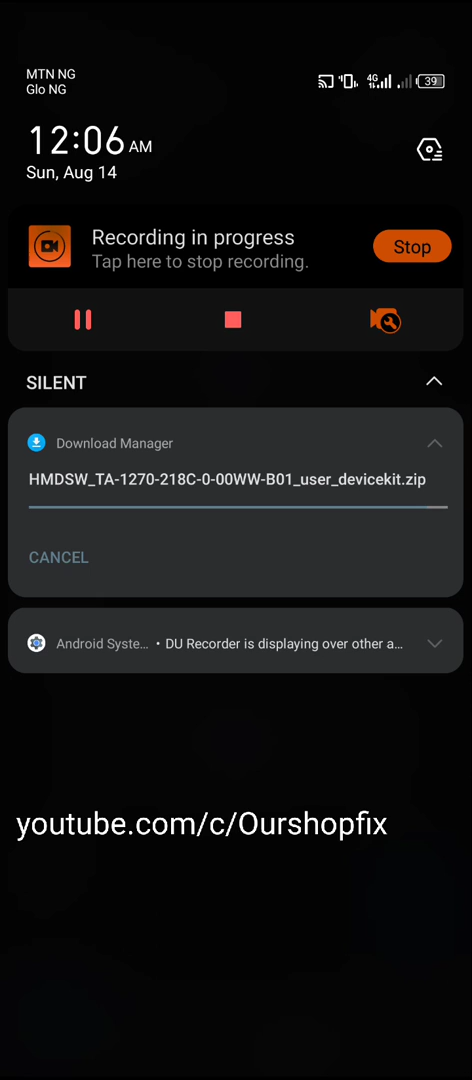 MTN NG
Glo NG
4G
39
12:06 AM
Sun, Aug 14
Recording in progress
Tap here to stop recording.
Stop
SILENT
Download Manager
HMDSW_TA-1270-218C-0-00WW-B01_user_devicekit.zip
CANCEL
Android Syste... • DU Recorder is displaying over other a...
youtube.com/c/Ourshopfix